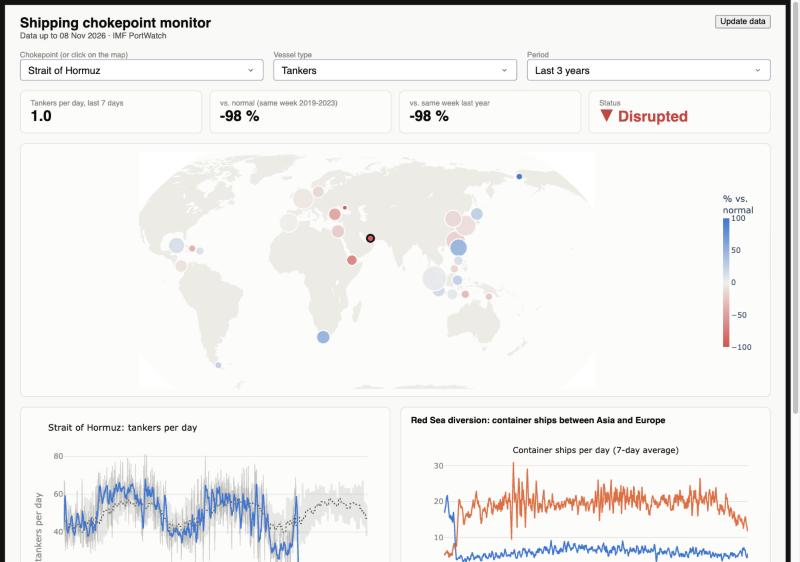 Shipping chokepoint monitor
Update data
Data up to 08 Nov 2026 · IMF PortWatch
Chokepoint (or click on the map)
Vessel type
Period
Strait of Hormuz
Tankers
Last 3 years
Tankers per day, last 7 days
vs. normal (same week 2019-2023)
vs. same week last year
Status
1.0
-98 %
-98 %
▼ Disrupted
% vs.
normal
100
50
0
−50
−100
Strait of Hormuz: tankers per day
80
60
40
tankers per day
Red Sea diversion: container ships between Asia and Europe
Container ships per day (7-day average)
30
20
10